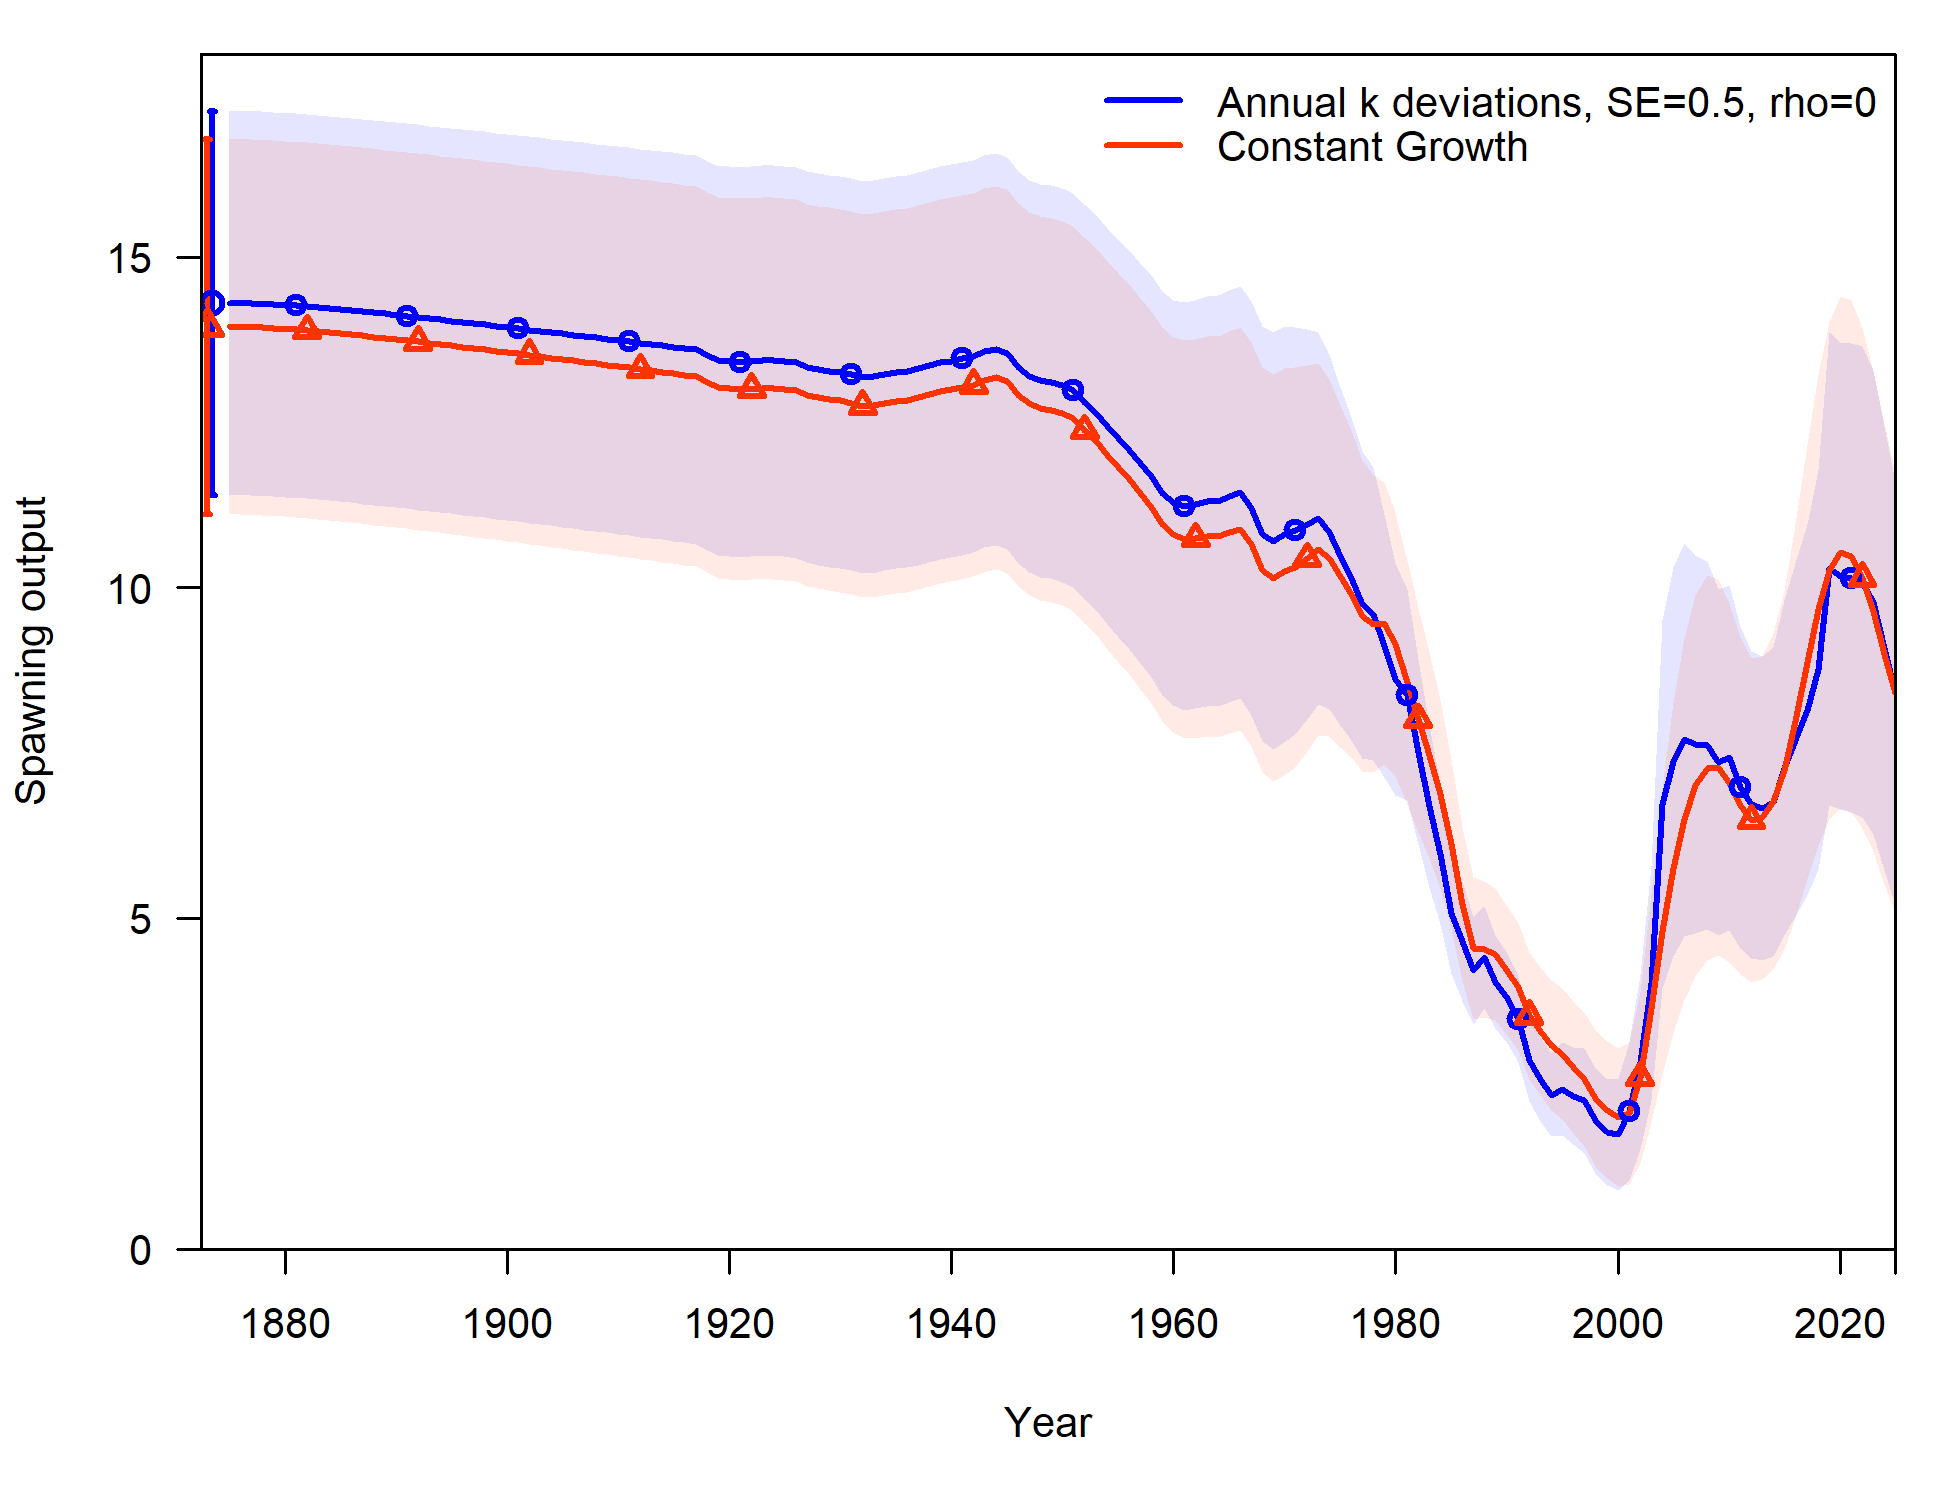 Annual k deviations, SE=0.5, rho=0
Constant Growth
15
10
5
0
Spawning output
1880 1900 1920 1940 1960 1980 2000 2020
Year